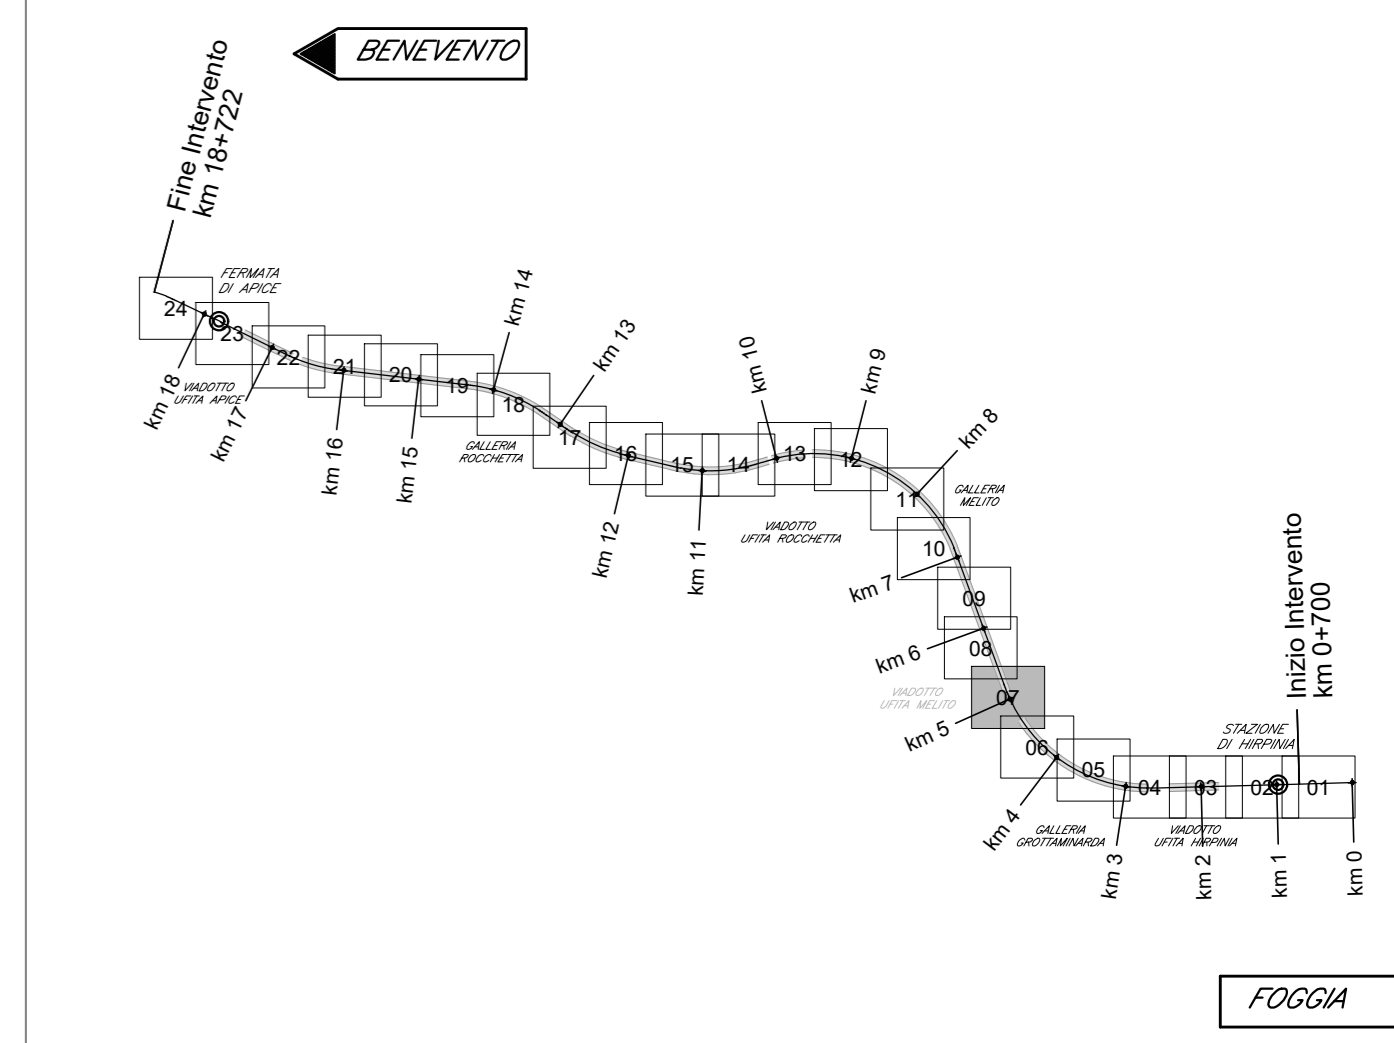 BENEVENTO
Fine Intervento
km 18+722
FERMATA
DI APICE
24
23
22
21
20
19
18
17
16
15
14
13
12
11
10
09
08
07
06
05
04
03
02
01
km 18
VIADOTTO
UFITA APICE
km 17
km 16
km 15
km 14
GALLERIA
ROCCHETTA
km 13
km 12
km 11
km 10
VIADOTTO
UFITA ROCCHETTA
km 9
km 8
GALLERIA
MELITO
km 7
km 6
VIADOTTO
UFITA MELITO
km 5
km 4
GALLERIA
GROTTAMINARDA
km 3
VIADOTTO
UFITA HIRPINIA
km 2
STAZIONE
DI HIRPINIA
km 1
Inizio Intervento
km 0+700
km 0
FOGGIA